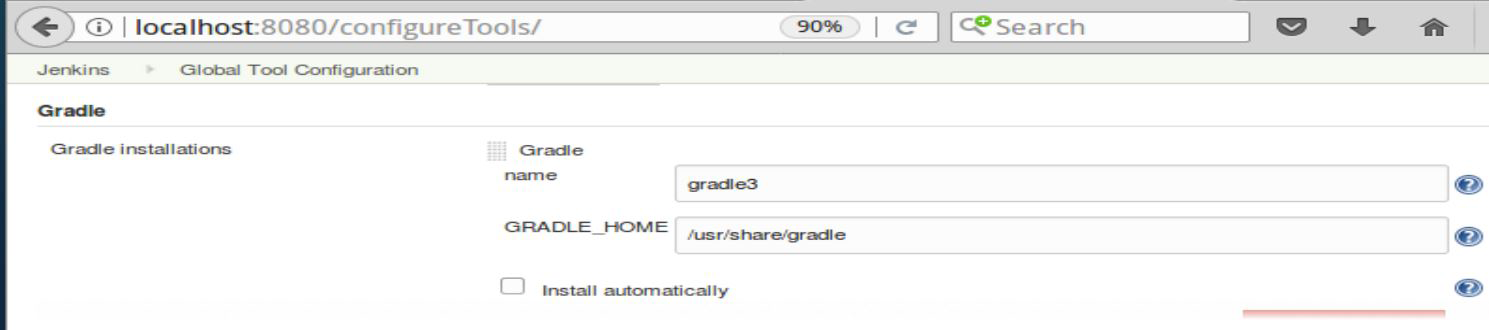 localhost:8080/configureTools/ 90% Search
Jenkins Global Tool Configuration
Gradle
Gradle installations Gradle
name gradle3
GRADLE_HOME /usr/share/gradle
Install automatically